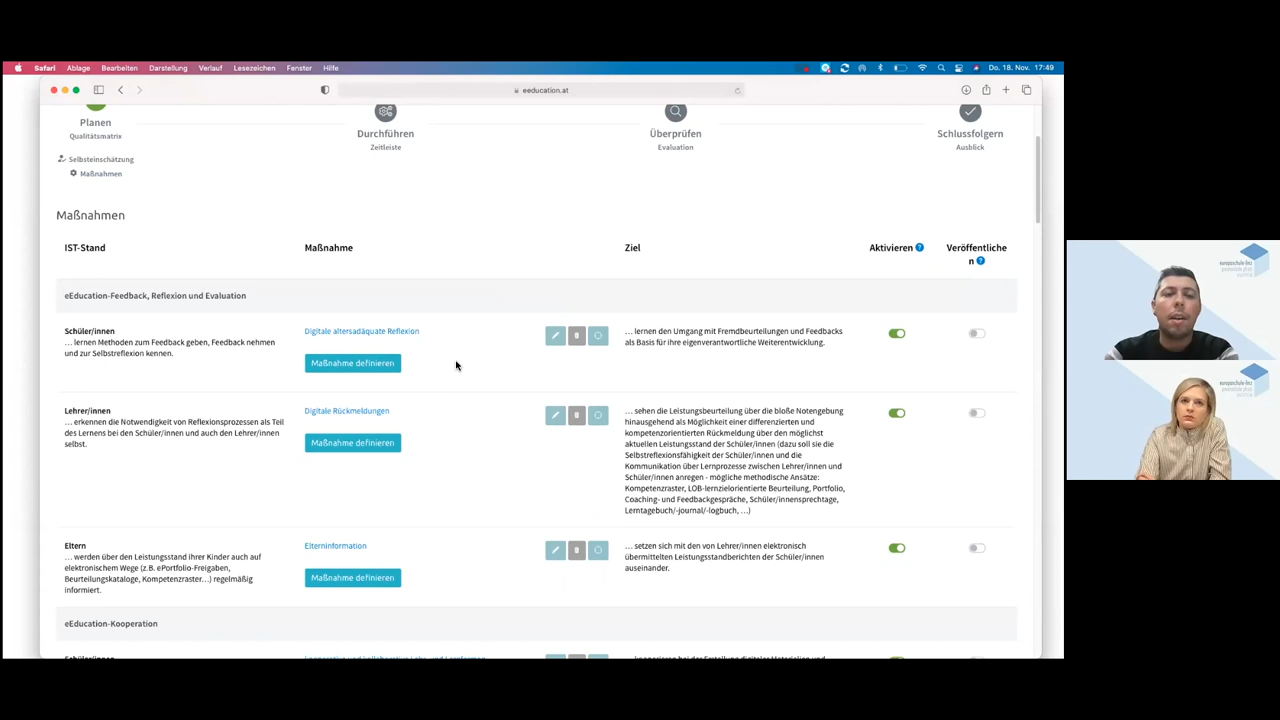 Safari Ablage Bearbeiten Darstellung Verlauf Lesezeichen Fenster Hilfe Do. 18. Nov. 17:49
eeducation.at
Planen
Qualitätsmatrix
Durchführen
Zeitleiste
Überprüfen
Evaluation
Schlussfolgern
Ausblick
Selbsteinschätzung
Maßnahmen
Maßnahmen
IST-Stand Maßnahme Ziel Aktivieren ? Veröffentliche
n ?
eEducation-Feedback, Reflexion und Evaluation
Schüler/innen
... lernen Methoden zum Feedback geben, Feedback nehmen
und zur Selbstreflexion kennen.
Digitale altersadäquate Reflexion
Maßnahme definieren
... lernen den Umgang mit Fremdbeurteilungen und Feedbacks
als Basis für ihre eigenverantwortliche Weiterentwicklung.
Lehrer/innen
... erkennen die Notwendigkeit von Reflexionsprozessen als Teil
des Lernens bei den Schüler/innen und auch den Lehrer/innen
selbst.
Digitale Rückmeldungen
Maßnahme definieren
... sehen die Leistungsbeurteilung über die bloße Notengebung
hinausgehend als Möglichkeit einer differenzierten und
kompetenzorientierten Rückmeldung über den möglichst
aktuellen Leistungsstand der Schüler/innen (dazu soll sie die
Selbstreflexionsfähigkeit der Schüler/innen und die
Kommunikation über Lernprozesse zwischen Lehrer/innen und
Schüler/innen anregen - mögliche methodische Ansätze:
Kompetenzraster, LOB-lernzielorientierte Beurteilung, Portfolio,
Coaching- und Feedbackgespräche, Schüler/innensprechtage,
Lerntagebuch/-journal/-logbuch, ...)
Eltern
... werden über den Leistungsstand ihrer Kinder auch auf
elektronischem Wege (z.B. ePortfolio-Freigaben,
Beurteilungskataloge, Kompetenzraster...) regelmäßig
informiert.
Elterninformation
Maßnahme definieren
... setzen sich mit den von Lehrer/innen elektronisch
übermittelten Leistungsstandberichten der Schüler/innen
auseinander.
eEducation-Kooperation
europaschule-linz
europaschule-linz